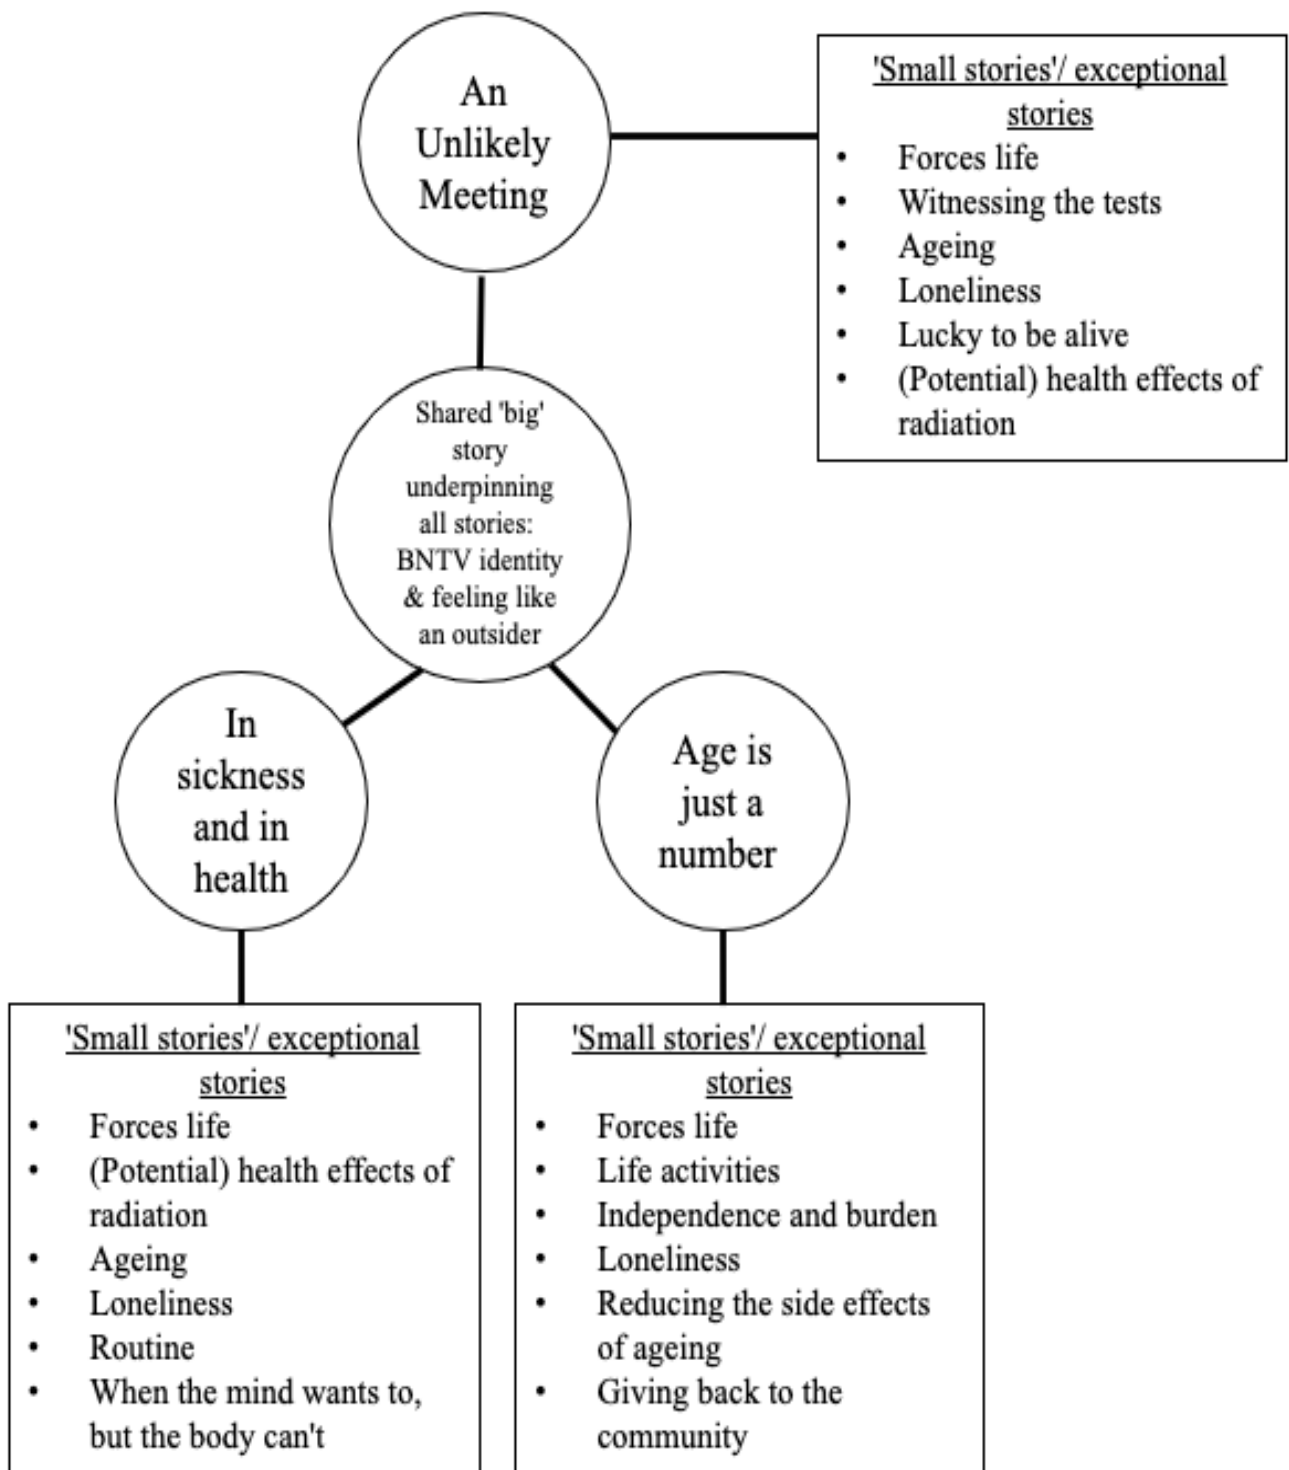 An
Unlikely
Meeting
'Small stories'/ exceptional
stories
• Forces life
• Witnessing the tests
• Ageing
• Loneliness
• Lucky to be alive
• (Potential) health effects of
radiation
Shared 'big'
story
underpinning
all stories:
BNTV identity
& feeling like
an outsider
In
sickness
and in
health
Age is
just a
number
'Small stories'/ exceptional
stories
• Forces life
• (Potential) health effects of
radiation
• Ageing
• Loneliness
• Routine
• When the mind wants to,
but the body can't
'Small stories'/ exceptional
stories
• Forces life
• Life activities
• Independence and burden
• Loneliness
• Reducing the side effects
of ageing
• Giving back to the
community